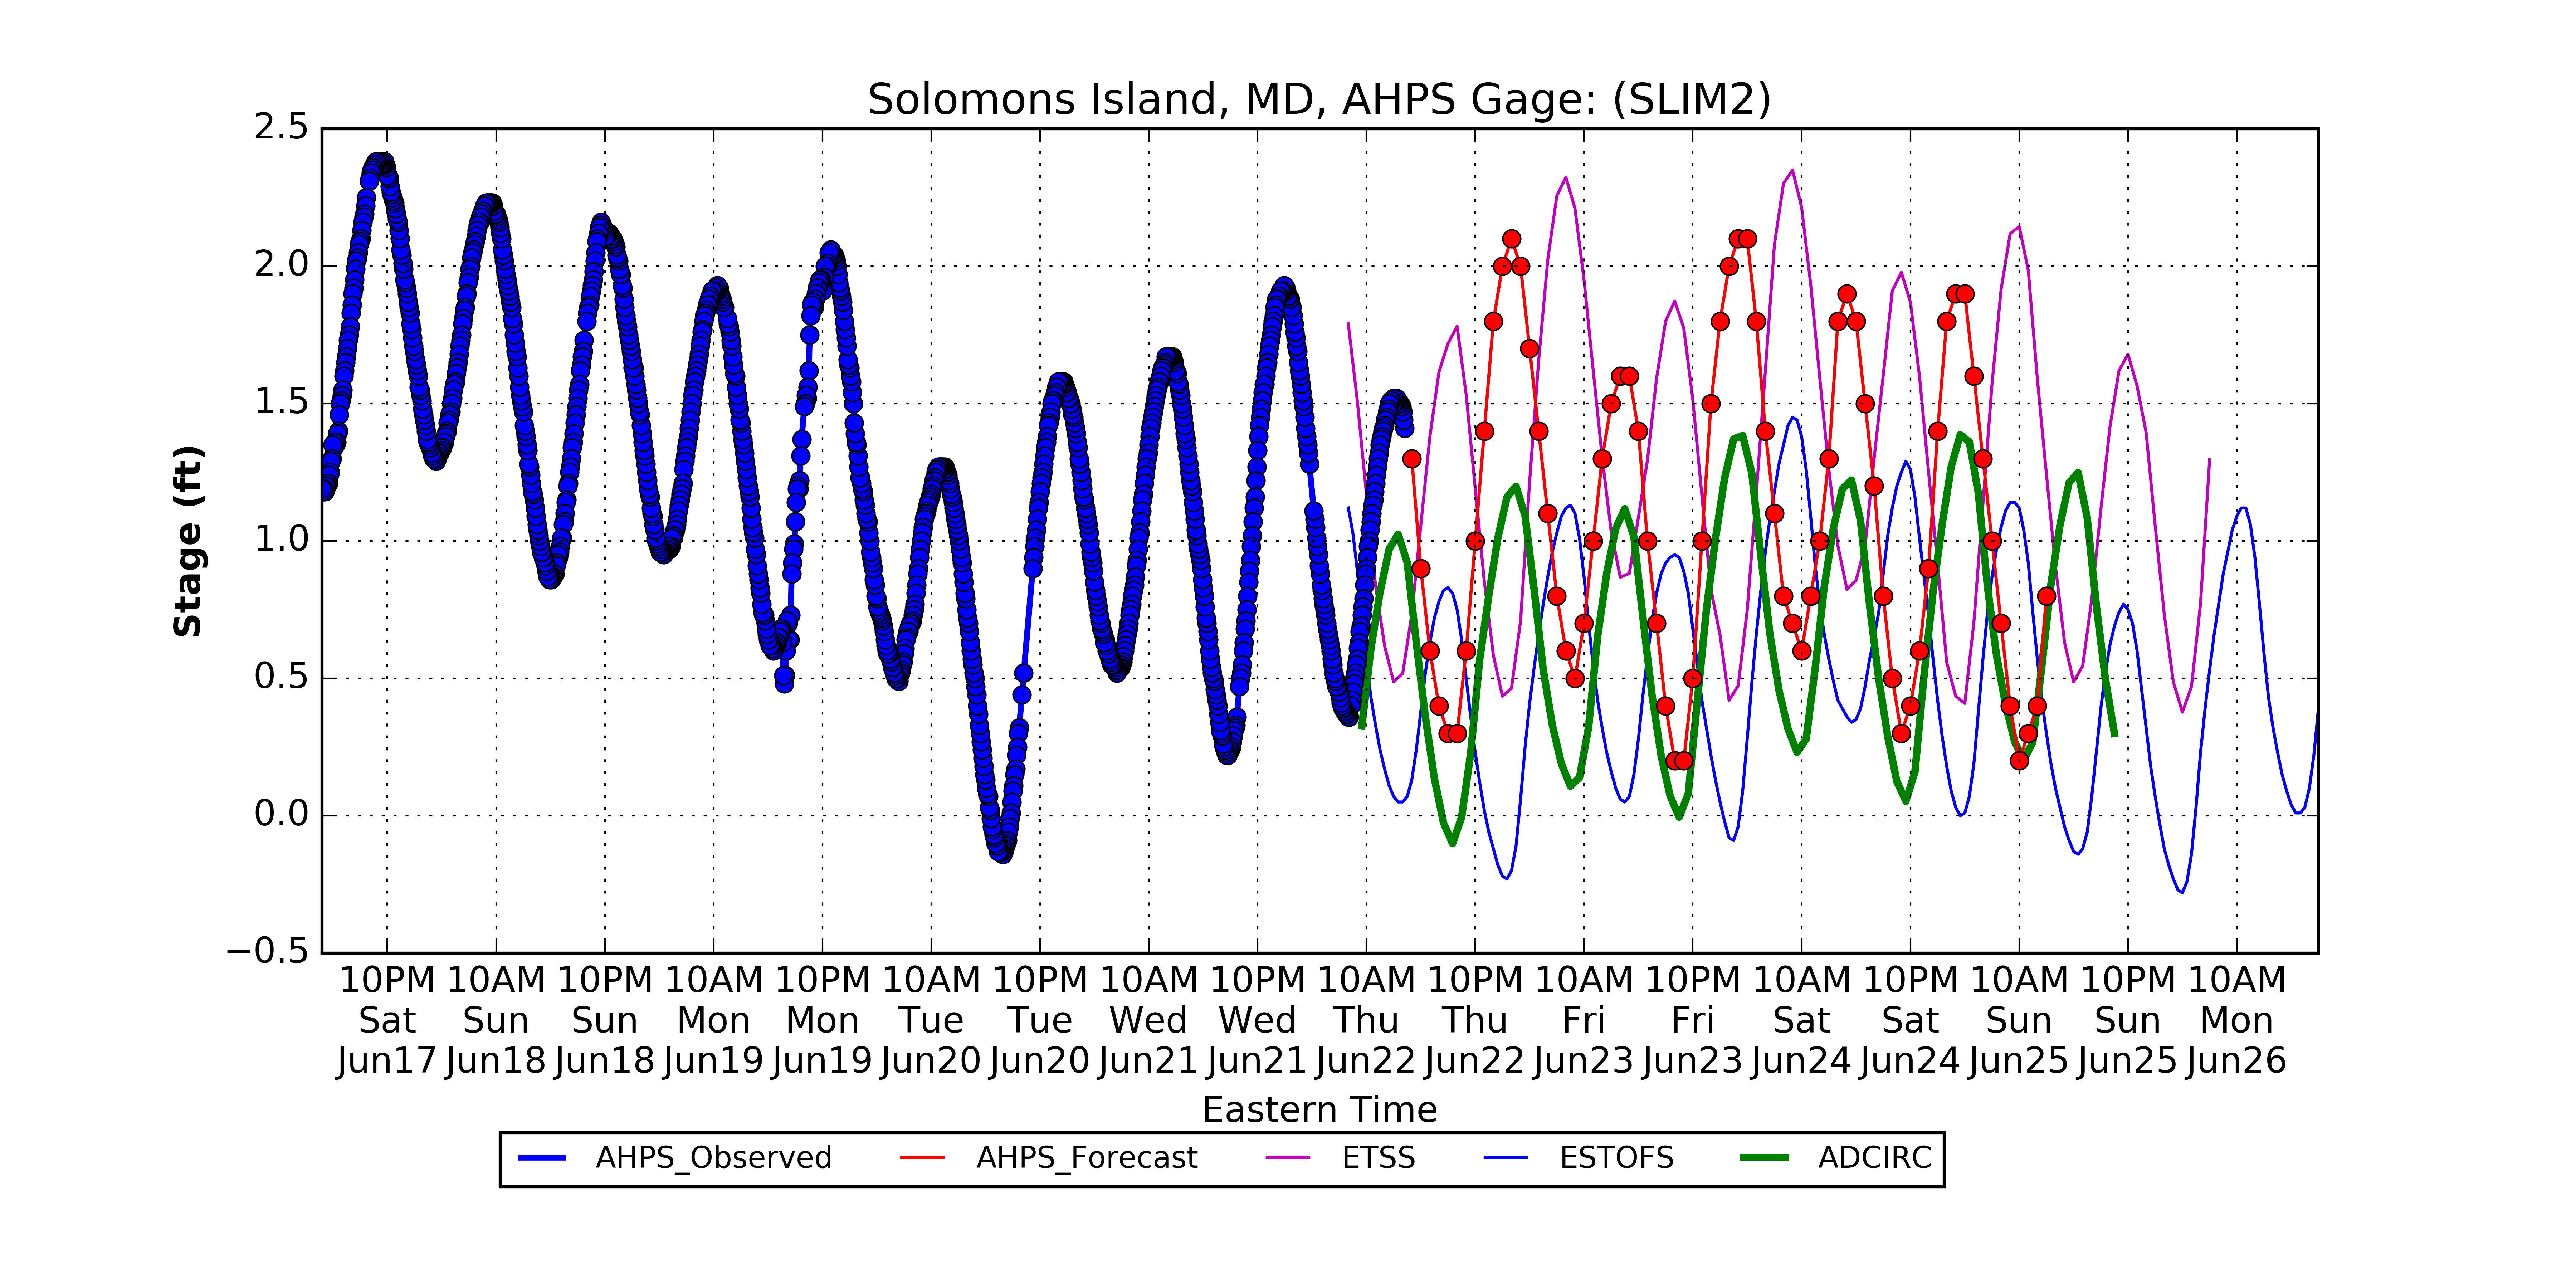 Solomons Island, MD, AHPS Gage: (SLIM2)
2.5
2.0
1.5
1.0
0.5
0.0
−0.5
Stage (ft)
10PM 10AM 10PM 10AM 10PM 10AM 10PM 10AM 10PM 10AM 10PM 10AM 10PM 10AM 10PM 10AM 10PM 10AM
Sat Sun Sun Mon Mon Tue Tue Wed Wed Thu Thu Fri Fri Sat Sat Sun Sun Mon
Jun17 Jun18 Jun18 Jun19 Jun19 Jun20 Jun20 Jun21 Jun21 Jun22 Jun22 Jun23 Jun23 Jun24 Jun24 Jun25 Jun25 Jun26
Eastern Time
AHPS_Observed AHPS_Forecast ETSS ESTOFS ADCIRC